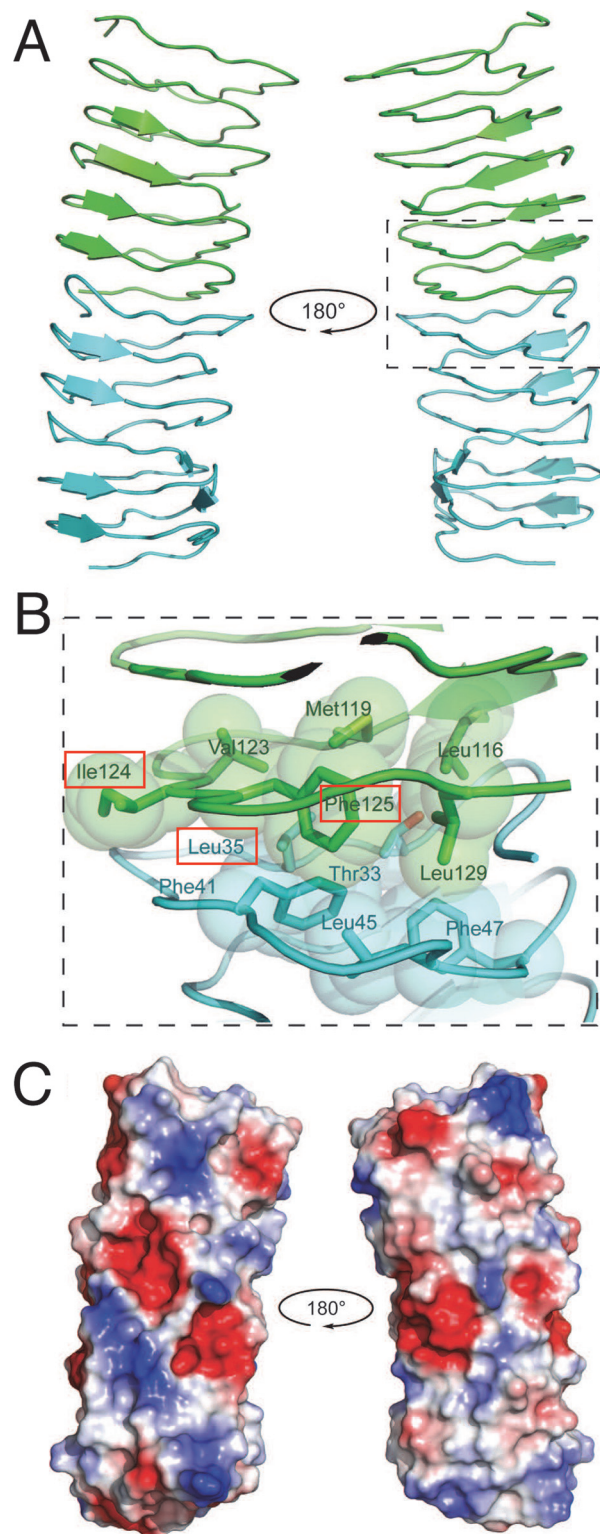 A
180°
B
Met119
Val123
Leu116
Ile124
Phe125
Leu35
Thr33
Leu129
Phe41
Leu45
Phe47
C
180°